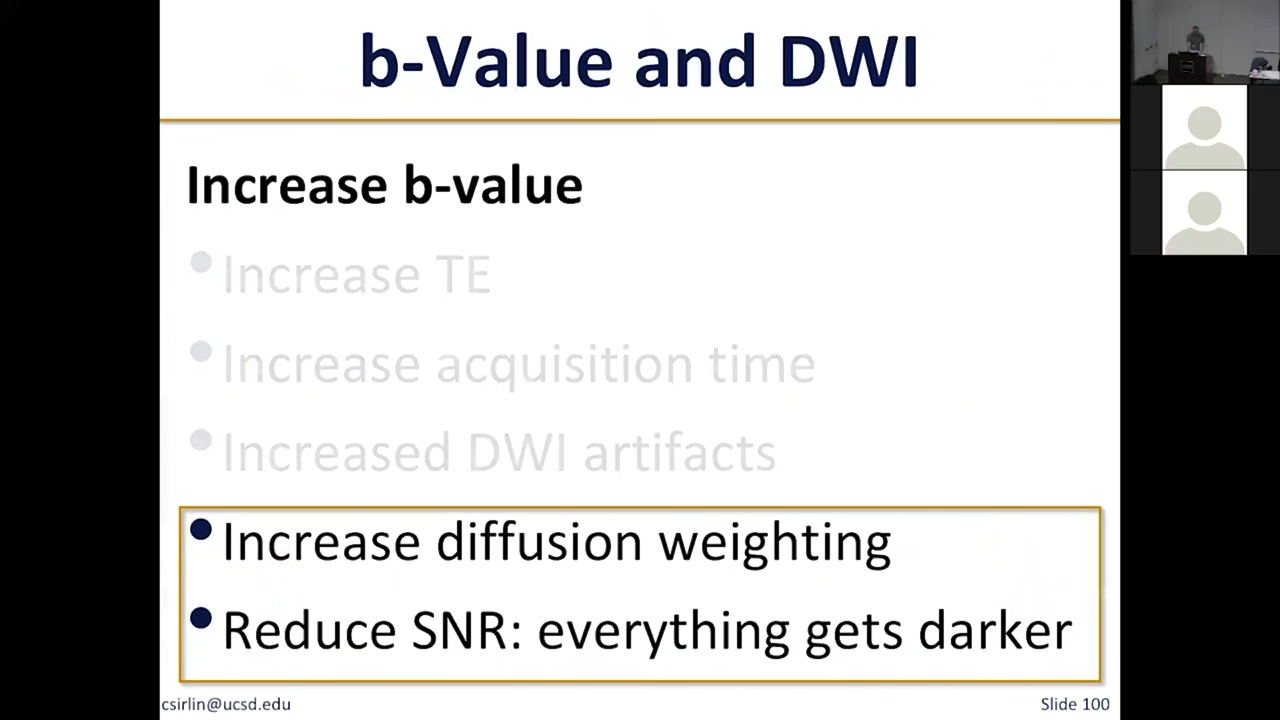 b-Value and DWI
Increase b-value
• Increase TE
• Increase acquisition time
• Increased DWI artifacts
• Increase diffusion weighting
• Reduce SNR: everything gets darker
csirlin@ucsd.edu
Slide 100